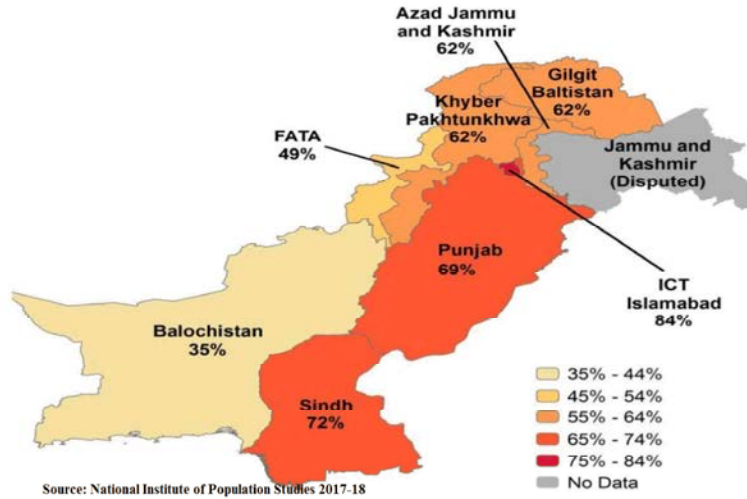 Azad Jammu
and Kashmir
62%
Gilgit
Baltistan
62%
Khyber
Pakhtunkhwa
62%
FATA
49%
Jammu and
Kashmir
(Disputed)
Punjab
69%
ICT
Islamabad
84%
Balochistan
35%
Sindh
72%
35% - 44%
45% - 54%
55% - 64%
65% - 74%
75% - 84%
No Data
Source: National Institute of Population Studies 2017-18